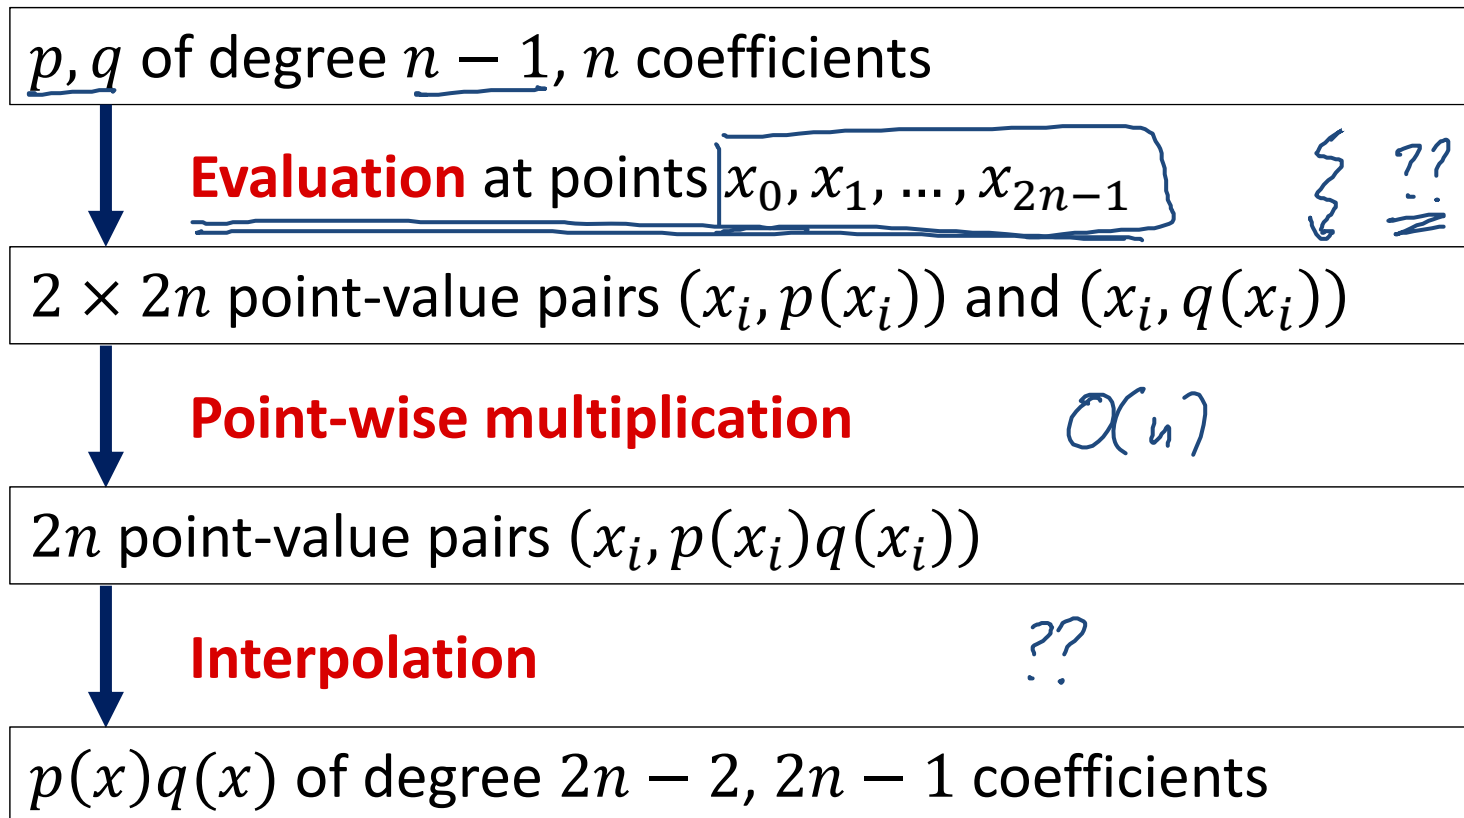 p, q of degree n − 1, n coefficients
Evaluation at points x₀, x₁, … , x₂ₙ₋₁ ??
2 × 2n point-value pairs (xᵢ, p(xᵢ)) and (xᵢ, q(xᵢ))
Point-wise multiplication O(n)
2n point-value pairs (xᵢ, p(xᵢ)q(xᵢ))
Interpolation ??
p(x)q(x) of degree 2n − 2, 2n − 1 coefficients